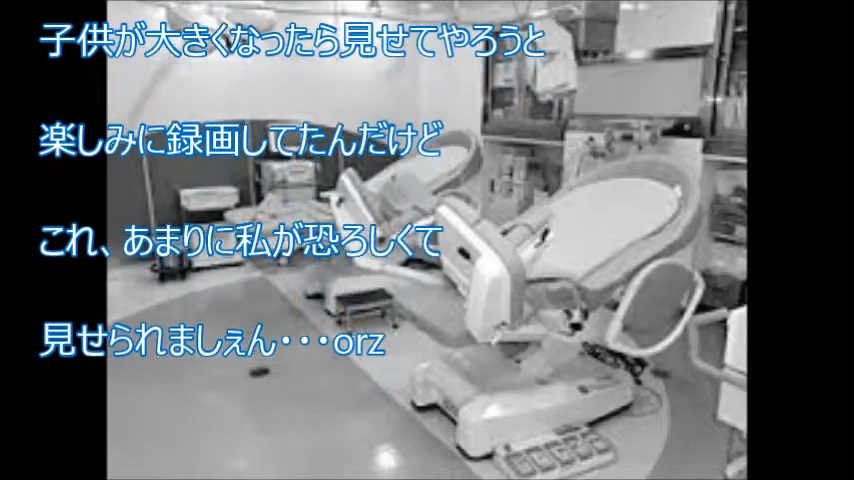 子供が大きくなったら見せてやろうと
楽しみに録画してたんだけど
これ、あまりに私が恐ろしくて
見せられましぇん・・・orz